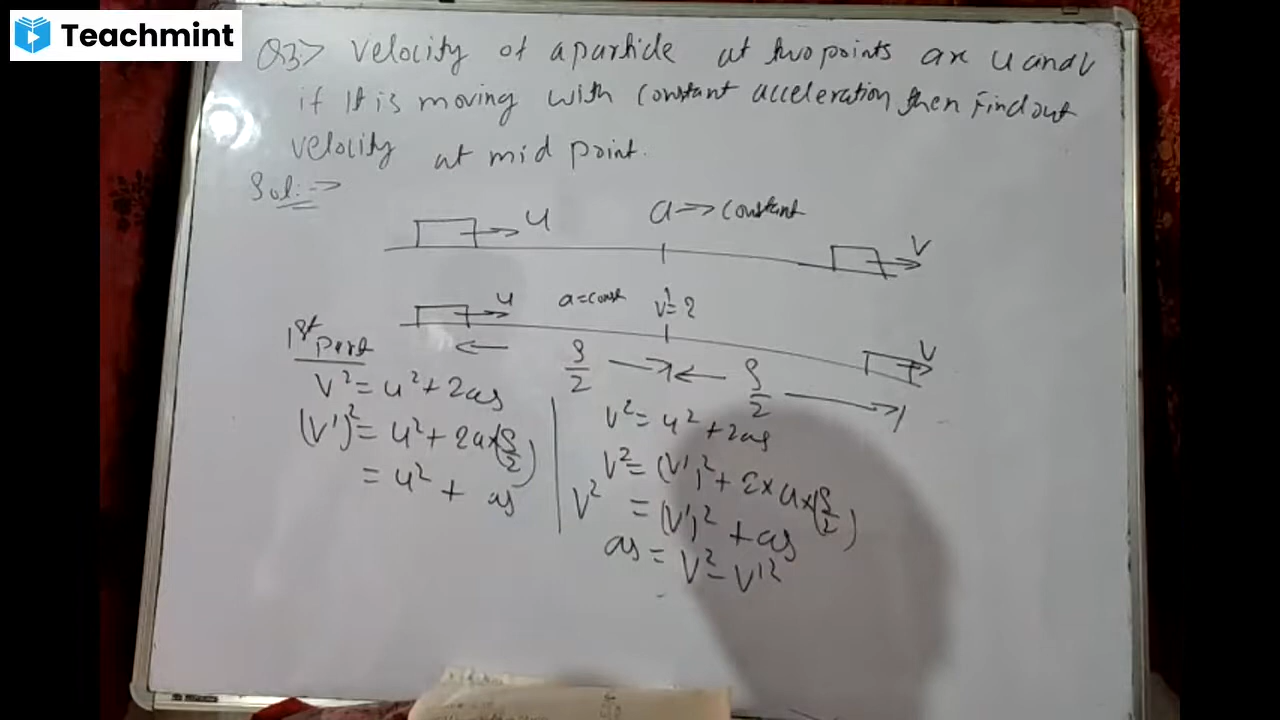 Teachmint
Q3> Velocity of a particle at two points are u and v
if It is moving with constant acceleration then Find out
velocity at mid point.
Sol:->
u
a -> constant
v
u
a = const
v' = ?
v
S/2
S/2
1st Part
v² = u² + 2as
(v')² = u² + 2a×(S/2)
= u² + as
v² = u² + 2as
v² = (v')² + 2×a×(S/2)
v² = (v')² + as
as = v² - v'²